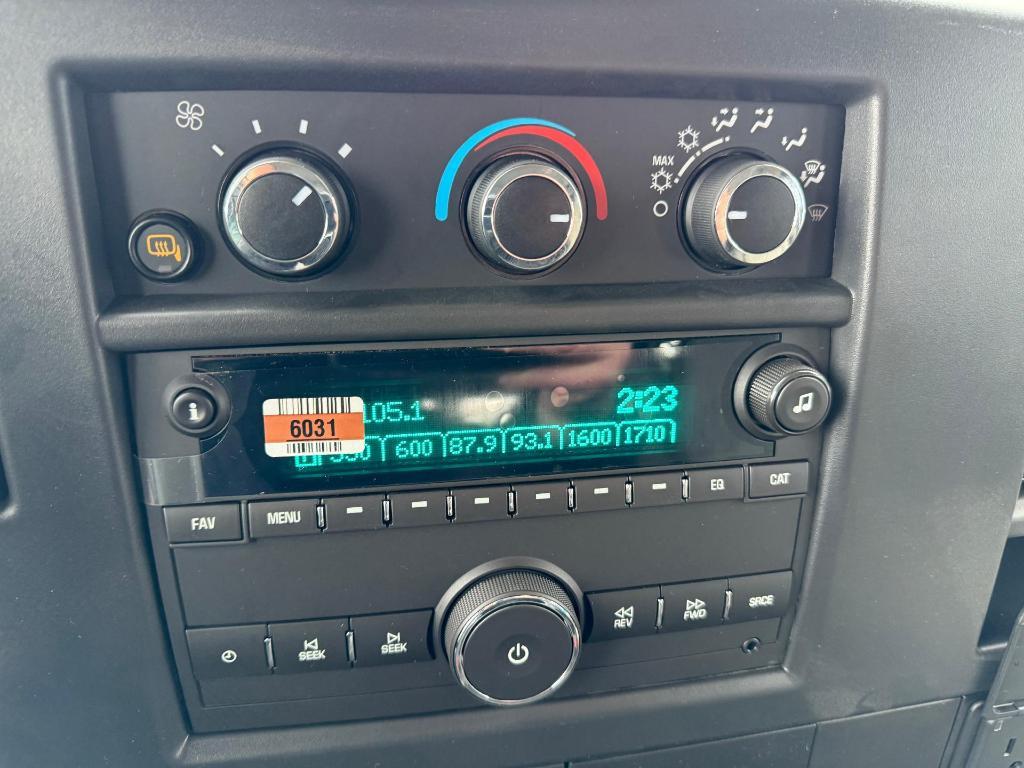 MAX
105.1 2:23
6031
600 87.9 93.1 1600 1710
i
FAV MENU EQ CAT
SEEK SEEK REV FWD SRCE